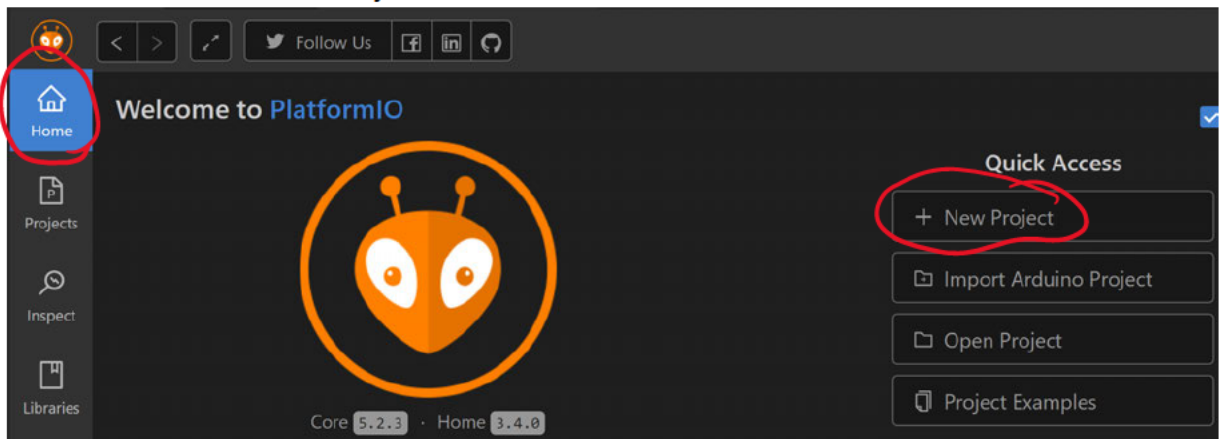 Follow Us
Home
Welcome to PlatformIO
Quick Access
Projects
+ New Project
Import Arduino Project
Inspect
Open Project
Libraries
Project Examples
Core 5.2.3 · Home 3.4.0